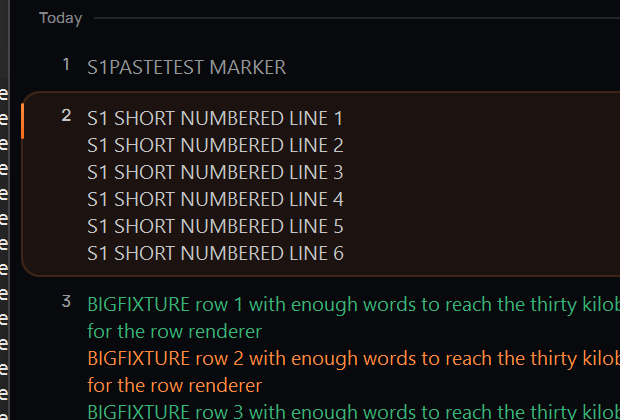 Today
1 S1PASTETEST MARKER
2 S1 SHORT NUMBERED LINE 1
S1 SHORT NUMBERED LINE 2
S1 SHORT NUMBERED LINE 3
S1 SHORT NUMBERED LINE 4
S1 SHORT NUMBERED LINE 5
S1 SHORT NUMBERED LINE 6
3 BIGFIXTURE row 1 with enough words to reach the thirty
for the row renderer
BIGFIXTURE row 2 with enough words to reach the thirty
for the row renderer
BIGFIXTURE row 3 with enough words to reach the thirty